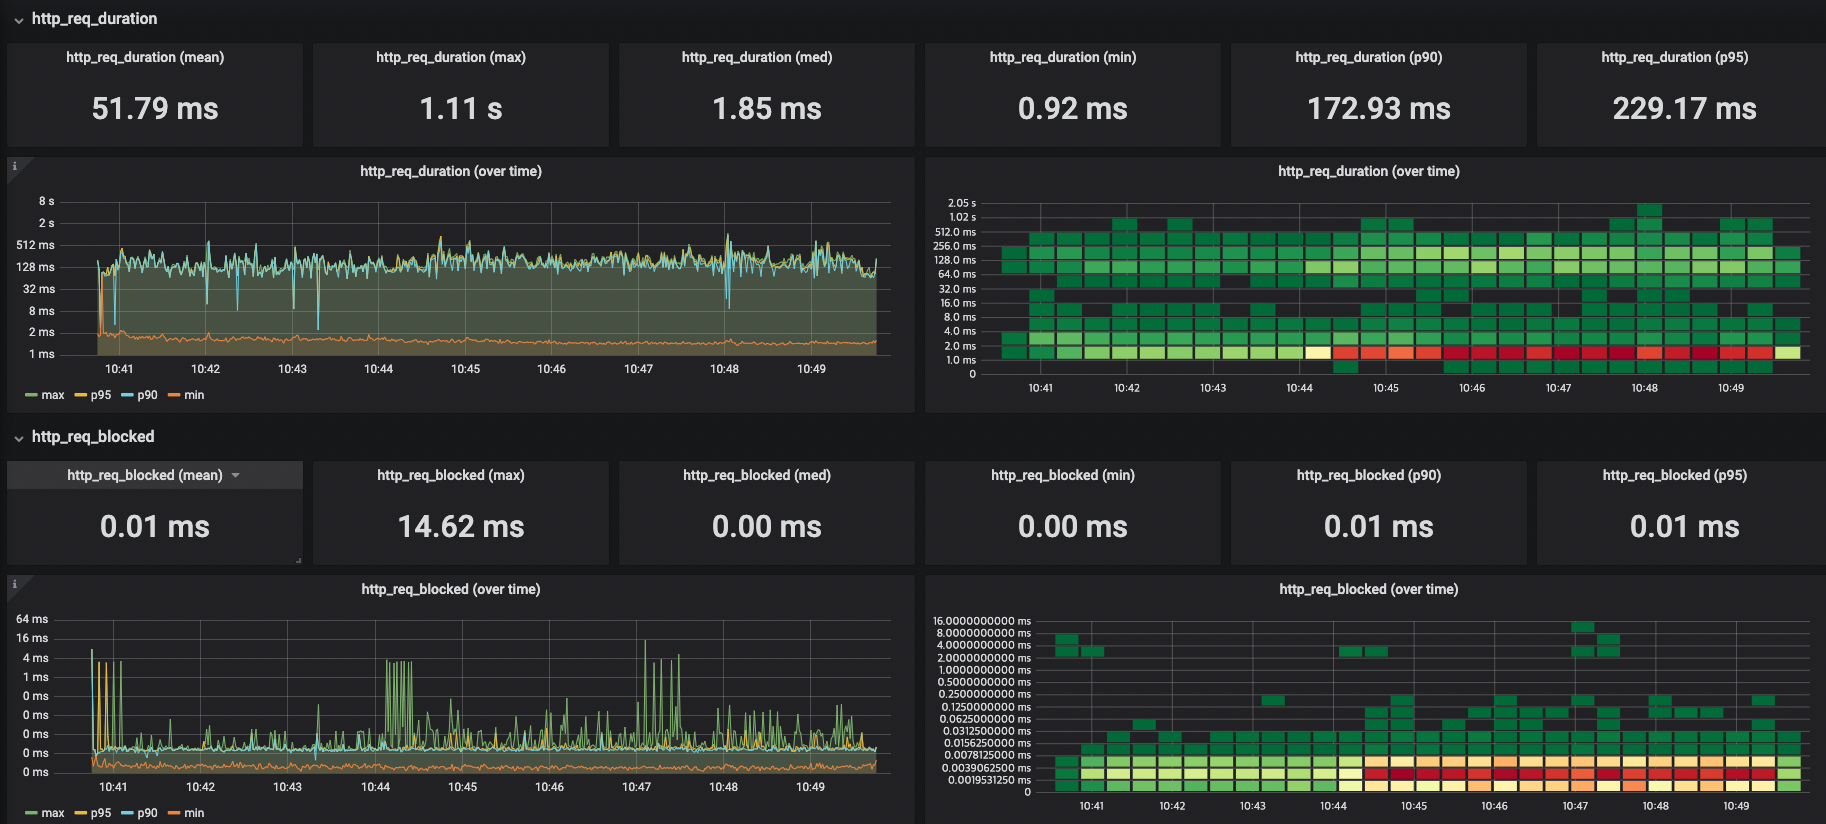 http_req_duration
http_req_duration (mean)
51.79 ms
http_req_duration (max)
1.11 s
http_req_duration (med)
1.85 ms
http_req_duration (min)
0.92 ms
http_req_duration (p90)
172.93 ms
http_req_duration (p95)
229.17 ms
i
http_req_duration (over time)
8 s
2 s
512 ms
128 ms
32 ms
8 ms
2 ms
1 ms
10:41 10:42 10:43 10:44 10:45 10:46 10:47 10:48 10:49
max p95 p90 min
http_req_duration (over time)
2.05 s
1.02 s
512.0 ms
256.0 ms
128.0 ms
64.0 ms
32.0 ms
16.0 ms
8.0 ms
4.0 ms
2.0 ms
1.0 ms
0
10:41 10:42 10:43 10:44 10:45 10:46 10:47 10:48 10:49
http_req_blocked
http_req_blocked (mean)
0.01 ms
http_req_blocked (max)
14.62 ms
http_req_blocked (med)
0.00 ms
http_req_blocked (min)
0.00 ms
http_req_blocked (p90)
0.01 ms
http_req_blocked (p95)
0.01 ms
i
http_req_blocked (over time)
64 ms
16 ms
4 ms
1 ms
0 ms
0 ms
0 ms
0 ms
0 ms
10:41 10:42 10:43 10:44 10:45 10:46 10:47 10:48 10:49
max p95 p90 min
http_req_blocked (over time)
16.0000000000 ms
8.0000000000 ms
4.0000000000 ms
2.0000000000 ms
1.0000000000 ms
0.5000000000 ms
0.2500000000 ms
0.1250000000 ms
0.0625000000 ms
0.0312500000 ms
0.0156250000 ms
0.0078125000 ms
0.0039062500 ms
0.0019531250 ms
0
10:41 10:42 10:43 10:44 10:45 10:46 10:47 10:48 10:49